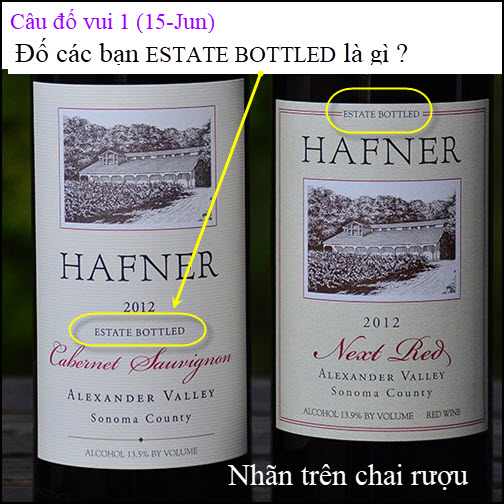 Câu đố vui 1 (15-Jun)
Đố các bạn ESTATE BOTTLED là gì ?
HAFNER
2012
ESTATE BOTTLED
Cabernet Sauvignon
ALEXANDER VALLEY
Sonoma County
ALCOHOL 13.5% BY VOLUME
ESTATE BOTTLED
HAFNER
2012
Next Red
ALEXANDER VALLEY
Sonoma County
ALCOHOL 13.9% BY VOLUME RED WINE
Nhãn trên chai rượu